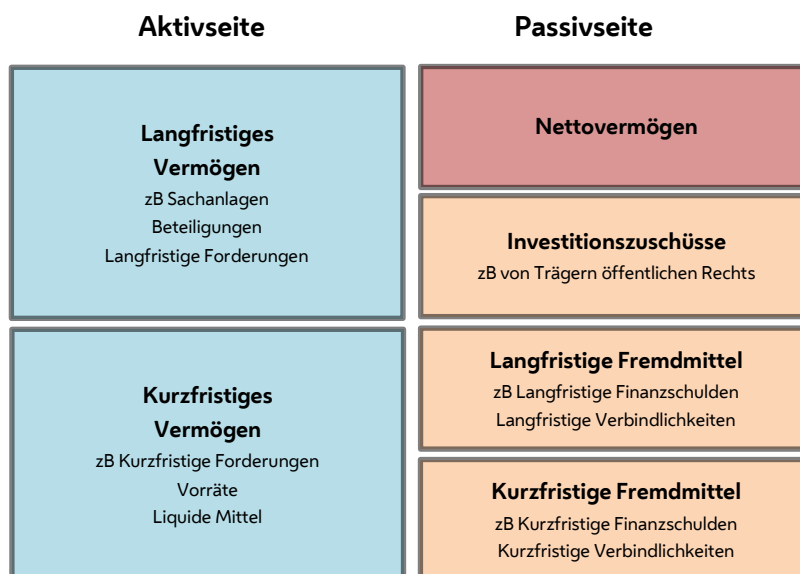 Aktivseite
Passivseite
Langfristiges
Vermögen
zB Sachanlagen
Beteiligungen
Langfristige Forderungen
Kurzfristiges
Vermögen
zB Kurzfristige Forderungen
Vorräte
Liquide Mittel
Nettovermögen
Investitionszuschüsse
zB von Trägern öffentlichen Rechts
Langfristige Fremdmittel
zB Langfristige Finanzschulden
Langfristige Verbindlichkeiten
Kurzfristige Fremdmittel
zB Kurzfristige Finanzschulden
Kurzfristige Verbindlichkeiten